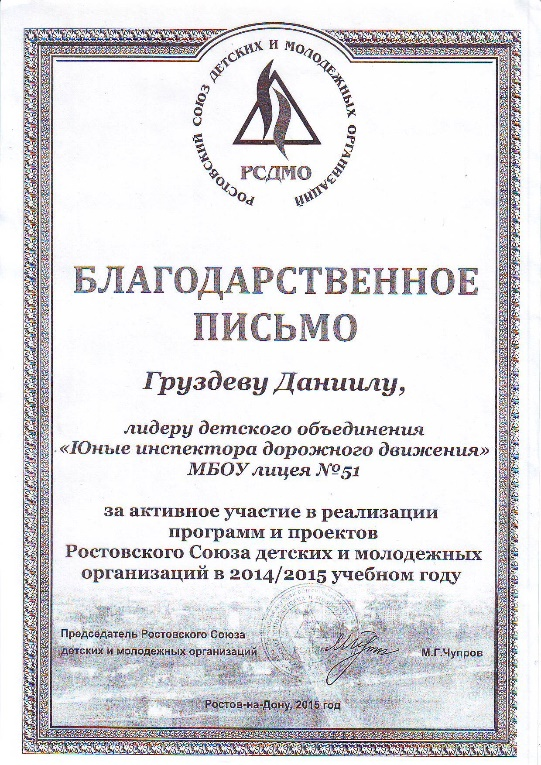 РОСТОВСКИЙ СОЮЗ ДЕТСКИХ И МОЛОДЕЖНЫХ ОРГАНИЗАЦИЙ
РСДМО
БЛАГОДАРСТВЕННОЕ
ПИСЬМО
Груздеву Даниилу,
лидеру детского объединения
«Юные инспектора дорожного движения»
МБОУ лицея №51
за активное участие в реализации
программ и проектов
Ростовского Союза детских и молодежных
организаций в 2014/2015 учебном году
Председатель Ростовского Союза
детских и молодежных организаций
М.Г.Чупров
Ростов-на-Дону, 2015 год